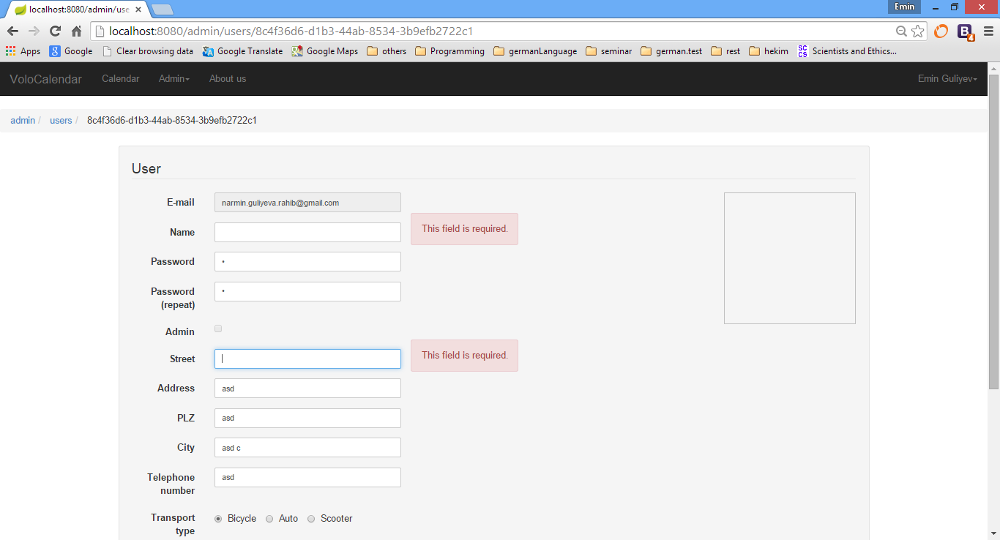 localhost:8080/admin/use
Emin
localhost:8080/admin/users/8c4f36d6-d1b3-44ab-8534-3b9efb2722c1
B 4
Apps Google Clear browsing data Google Translate Google Maps others Programming germanLanguage seminar german.test rest hekim SC CS Scientists and Ethics...
VoloCalendar Calendar Admin About us Emin Guliyev
admin / users / 8c4f36d6-d1b3-44ab-8534-3b9efb2722c1
User
E-mail narmin.guliyeva.rahib@gmail.com
Name This field is required.
Password •
Password
(repeat) •
Admin
Street This field is required.
Address asd
PLZ asd
City asd c
Telephone
number asd
Transport
type Bicycle Auto Scooter